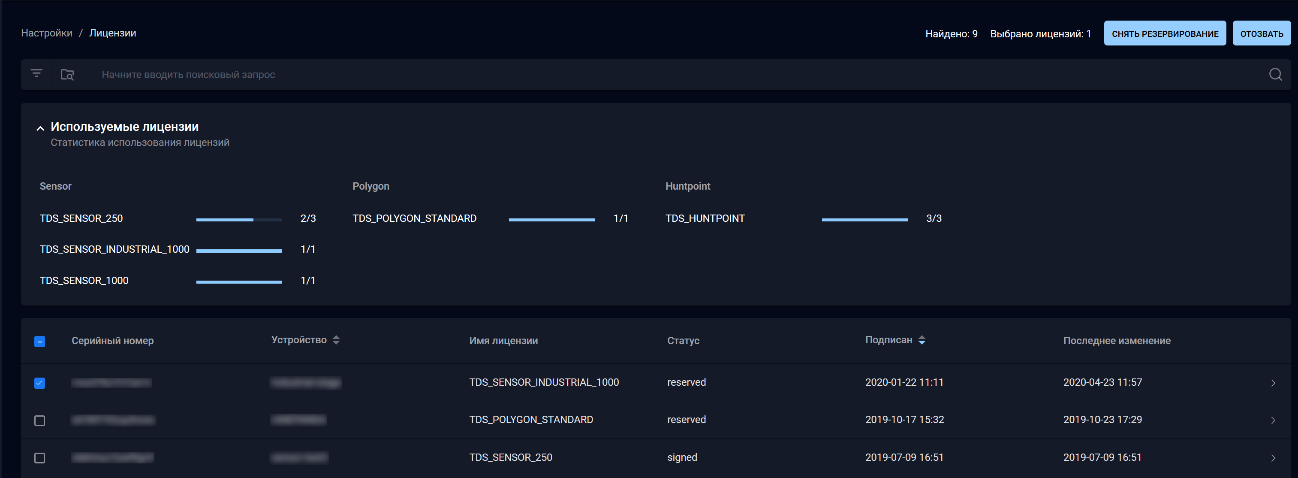 Настройки / Лицензии
Найдено: 9 Выбрано лицензий: 1 СНЯТЬ РЕЗЕРВИРОВАНИЕ ОТОЗВАТЬ
Начните вводить поисковый запрос
Используемые лицензии
Статистика использования лицензий
Sensor Polygon Huntpoint
TDS_SENSOR_250 2/3 TDS_POLYGON_STANDARD 1/1 TDS_HUNTPOINT 3/3
TDS_SENSOR_INDUSTRIAL_1000 1/1
TDS_SENSOR_1000 1/1
Серийный номер Устройство Имя лицензии Статус Подписан Последнее изменение
TDS_SENSOR_INDUSTRIAL_1000 reserved 2020-01-22 11:11 2020-04-23 11:57
TDS_POLYGON_STANDARD reserved 2019-10-17 15:32 2019-10-23 17:29
TDS_SENSOR_250 signed 2019-07-09 16:51 2019-07-09 16:51